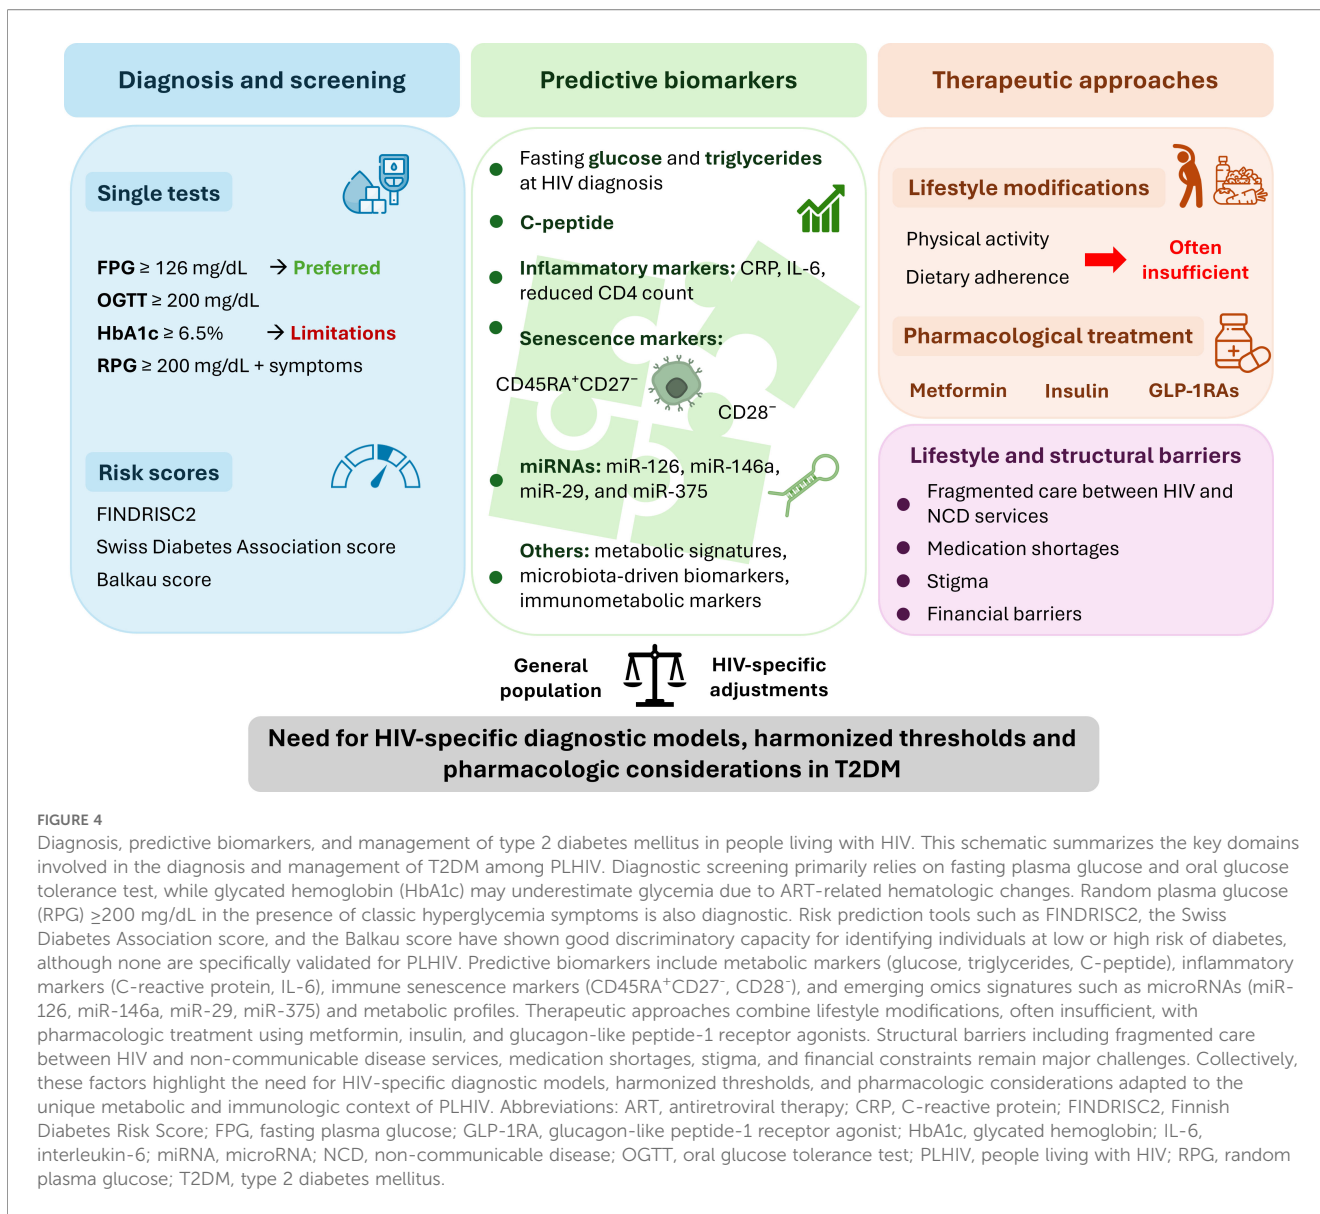 Diagnosis and screening
Single tests
FPG ≥ 126 mg/dL → Preferred
OGTT ≥ 200 mg/dL
HbA1c ≥ 6.5% → Limitations
RPG ≥ 200 mg/dL + symptoms
Risk scores
FINDRISC2
Swiss Diabetes Association score
Balkau score
Predictive biomarkers
Fasting glucose and triglycerides
at HIV diagnosis
C-peptide
Inflammatory markers: CRP, IL-6,
reduced CD4 count
Senescence markers:
CD45RA⁺CD27⁻
CD28⁻
miRNAs: miR-126, miR-146a,
miR-29, and miR-375
Others: metabolic signatures,
microbiota-driven biomarkers,
immunometabolic markers
Therapeutic approaches
Lifestyle modifications
Physical activity
Dietary adherence
Often
insufficient
Pharmacological treatment
Metformin Insulin GLP-1RAs
Lifestyle and structural barriers
Fragmented care between HIV and
NCD services
Medication shortages
Stigma
Financial barriers
General
population
HIV-specific
adjustments
Need for HIV-specific diagnostic models, harmonized thresholds and
pharmacologic considerations in T2DM
FIGURE 4
Diagnosis, predictive biomarkers, and management of type 2 diabetes mellitus in people living with HIV. This schematic summarizes the key domains
involved in the diagnosis and management of T2DM among PLHIV. Diagnostic screening primarily relies on fasting plasma glucose and oral glucose
tolerance test, while glycated hemoglobin (HbA1c) may underestimate glycemia due to ART-related hematologic changes. Random plasma glucose
(RPG) ≥200 mg/dL in the presence of classic hyperglycemia symptoms is also diagnostic. Risk prediction tools such as FINDRISC2, the Swiss
Diabetes Association score, and the Balkau score have shown good discriminatory capacity for identifying individuals at low or high risk of diabetes,
although none are specifically validated for PLHIV. Predictive biomarkers include metabolic markers (glucose, triglycerides, C-peptide), inflammatory
markers (C-reactive protein, IL-6), immune senescence markers (CD45RA⁺CD27⁻, CD28⁻), and emerging omics signatures such as microRNAs (miR-
126, miR-146a, miR-29, miR-375) and metabolic profiles. Therapeutic approaches combine lifestyle modifications, often insufficient, with
pharmacologic treatment using metformin, insulin, and glucagon-like peptide-1 receptor agonists. Structural barriers including fragmented care
between HIV and non-communicable disease services, medication shortages, stigma, and financial constraints remain major challenges. Collectively,
these factors highlight the need for HIV-specific diagnostic models, harmonized thresholds, and pharmacologic considerations adapted to the
unique metabolic and immunologic context of PLHIV. Abbreviations: ART, antiretroviral therapy; CRP, C-reactive protein; FINDRISC2, Finnish
Diabetes Risk Score; FPG, fasting plasma glucose; GLP-1RA, glucagon-like peptide-1 receptor agonist; HbA1c, glycated hemoglobin; IL-6,
interleukin-6; miRNA, microRNA; NCD, non-communicable disease; OGTT, oral glucose tolerance test; PLHIV, people living with HIV; RPG, random
plasma glucose; T2DM, type 2 diabetes mellitus.